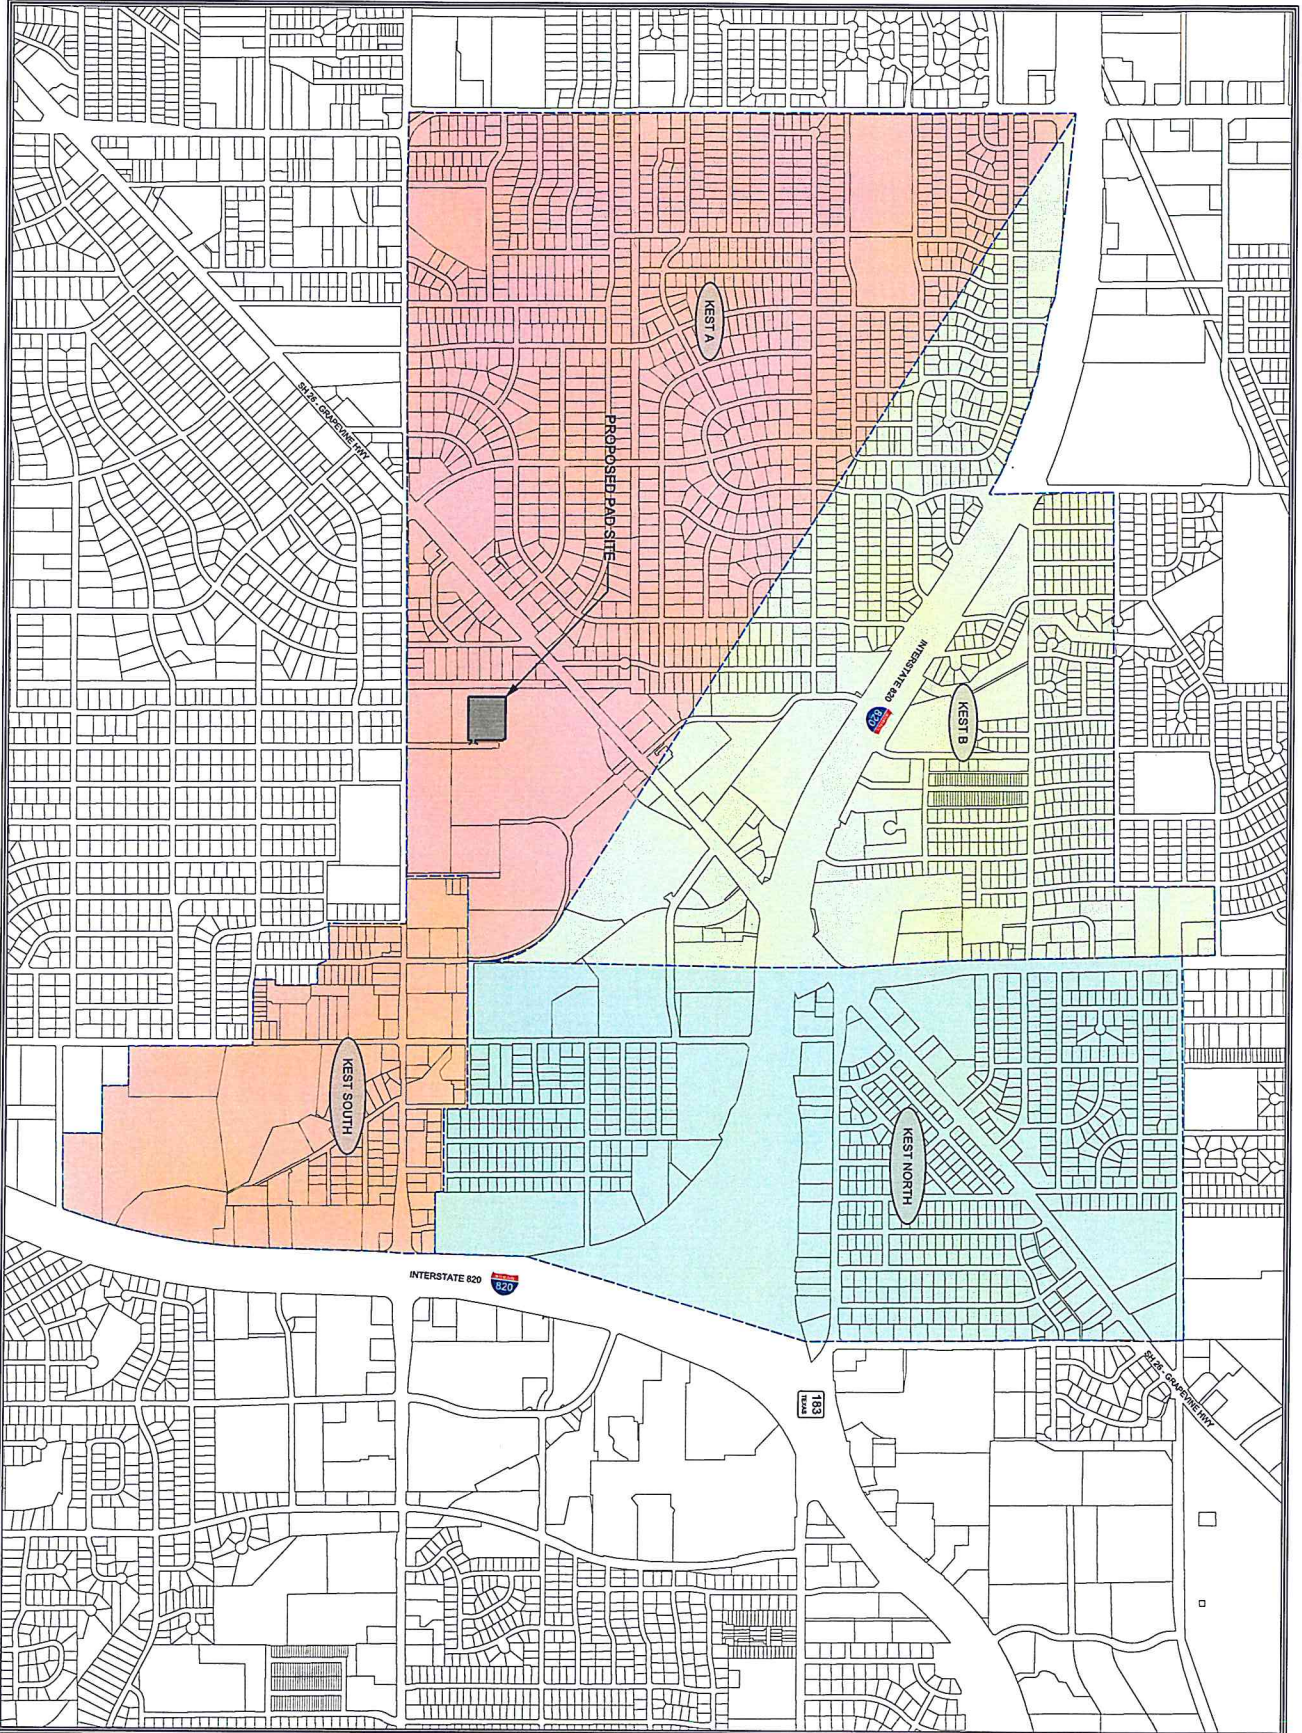 KEST A
PROPOSED PAD SITE
SH 26 - GRAPEVINE HWY
INTERSTATE 820
820
KEST B
KEST SOUTH
KEST NORTH
INTERSTATE 820
820
183
TEXAS
SH 26 - GRAPEVINE HWY